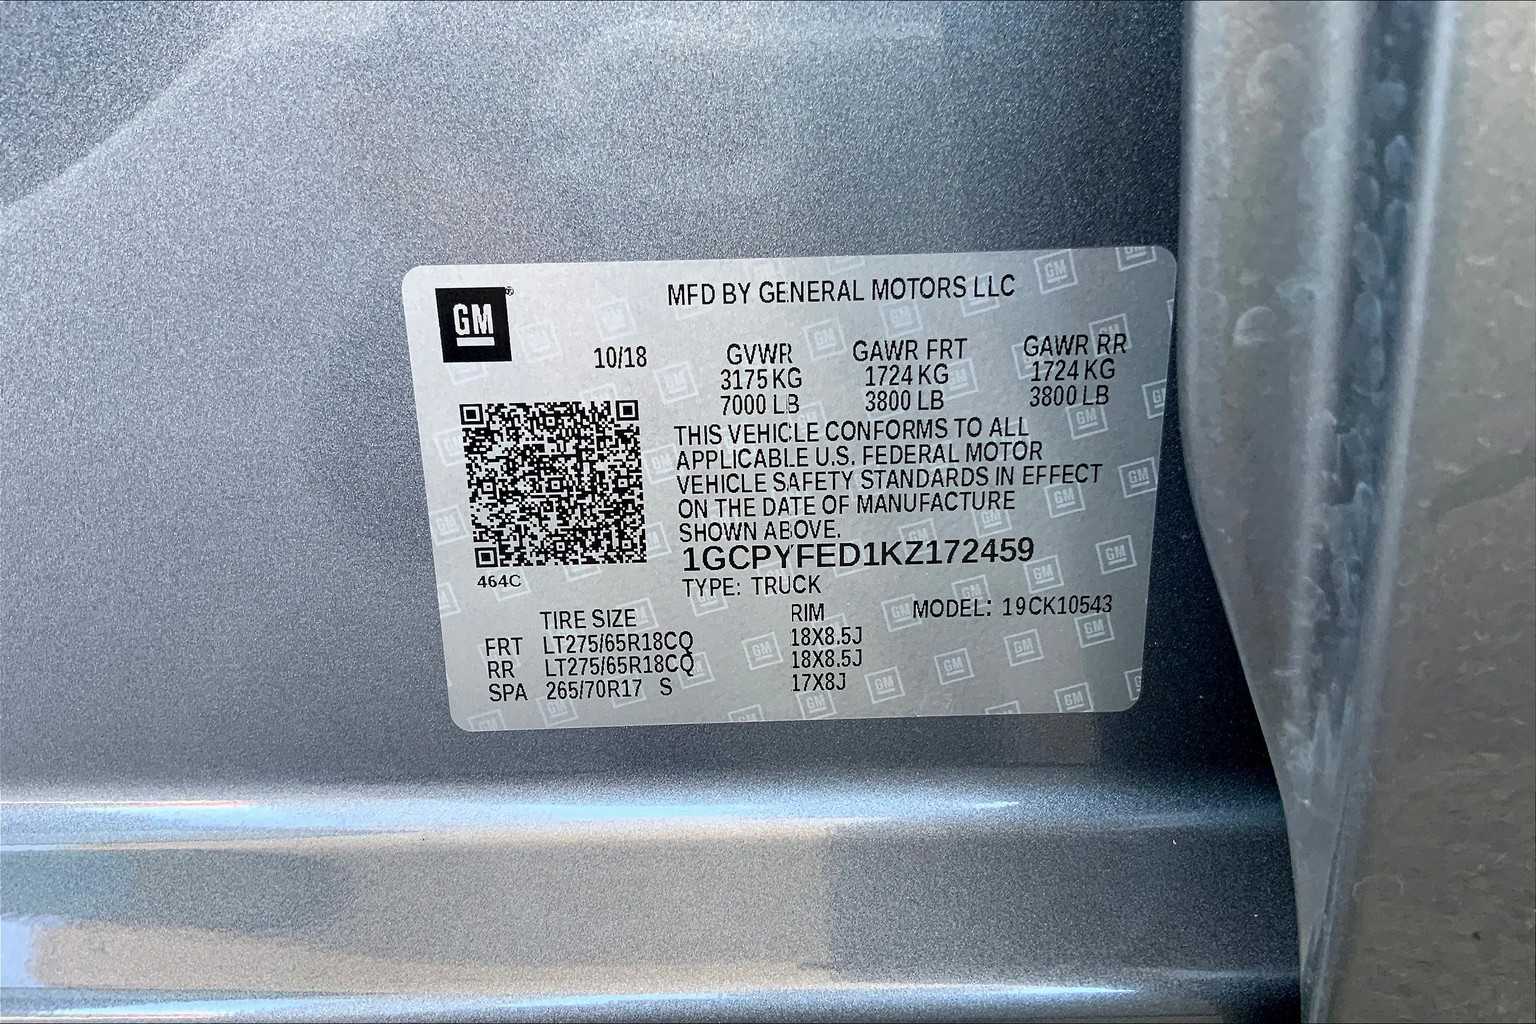 GM
MFD BY GENERAL MOTORS LLC
10/18 GVWR GAWR FRT GAWR RR
3175 KG 1724 KG 1724 KG
7000 LB 3800 LB 3800 LB
THIS VEHICLE CONFORMS TO ALL
APPLICABLE U.S. FEDERAL MOTOR
VEHICLE SAFETY STANDARDS IN EFFECT
ON THE DATE OF MANUFACTURE
SHOWN ABOVE.
1GCPYFED1KZ172459
464C
TYPE: TRUCK
TIRE SIZE RIM MODEL: 19CK10543
FRT LT275/65R18CQ 18X8.5J
RR LT275/65R18CQ 18X8.5J
SPA 265/70R17 S 17X8J